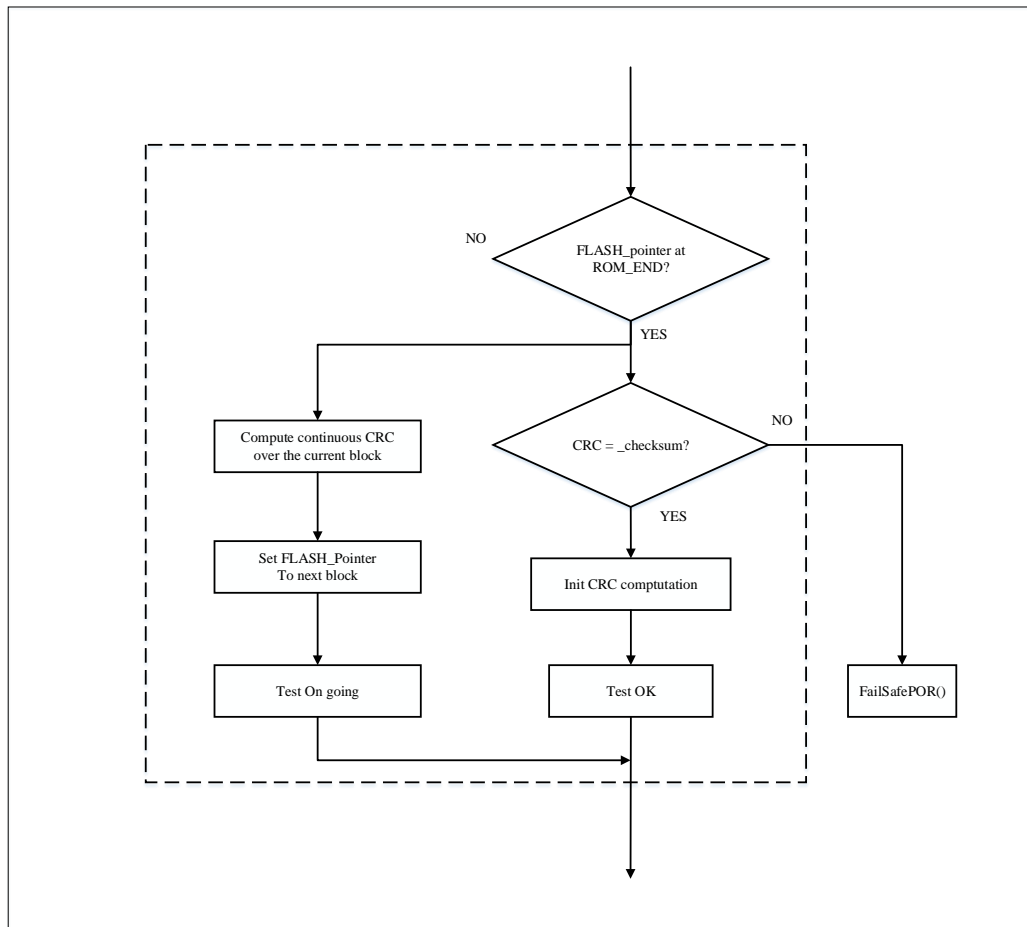 NO
FLASH_pointer at
ROM_END?
YES
Compute continuous CRC
over the current block
CRC = _checksum?
NO
YES
Set FLASH_Pointer
To next block
Init CRC comptutation
Test On going
Test OK
FailSafePOR()